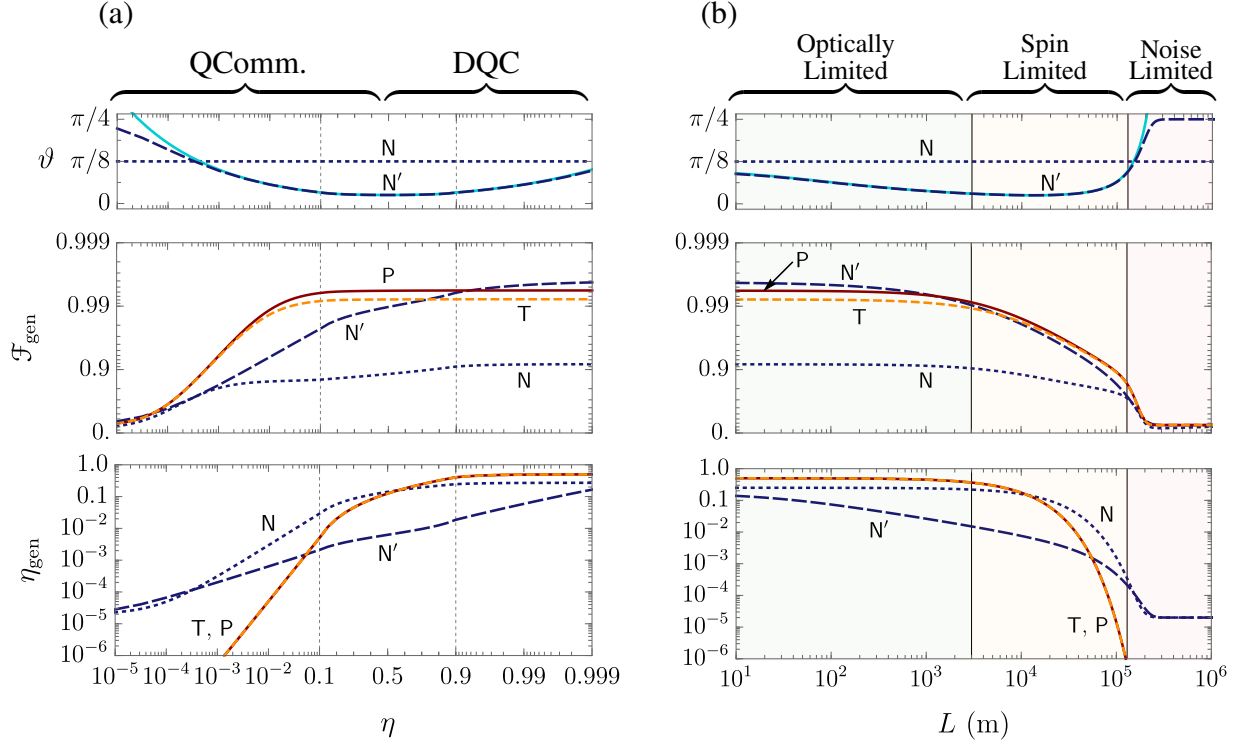 (a)
QComm. DQC
π/4
ϑ π/8
0
N
N′
0.999
0.99
ℱgen
0.9
0.
P
T
N′
N
1.0
0.1
10⁻²
10⁻³
ηgen
10⁻⁴
10⁻⁵
10⁻⁶
N
N′
T, P
10⁻⁵ 10⁻⁴ 10⁻³ 10⁻² 0.1 0.5 0.9 0.99 0.999
η
(b)
Optically Limited
Spin Limited
Noise Limited
π/4
π/8
0
N
N′
0.999
0.99
0.9
0.
P
N′
T
N
1.0
0.1
10⁻²
10⁻³
10⁻⁴
10⁻⁵
10⁻⁶
N
N′
T, P
10¹ 10² 10³ 10⁴ 10⁵ 10⁶
L (m)